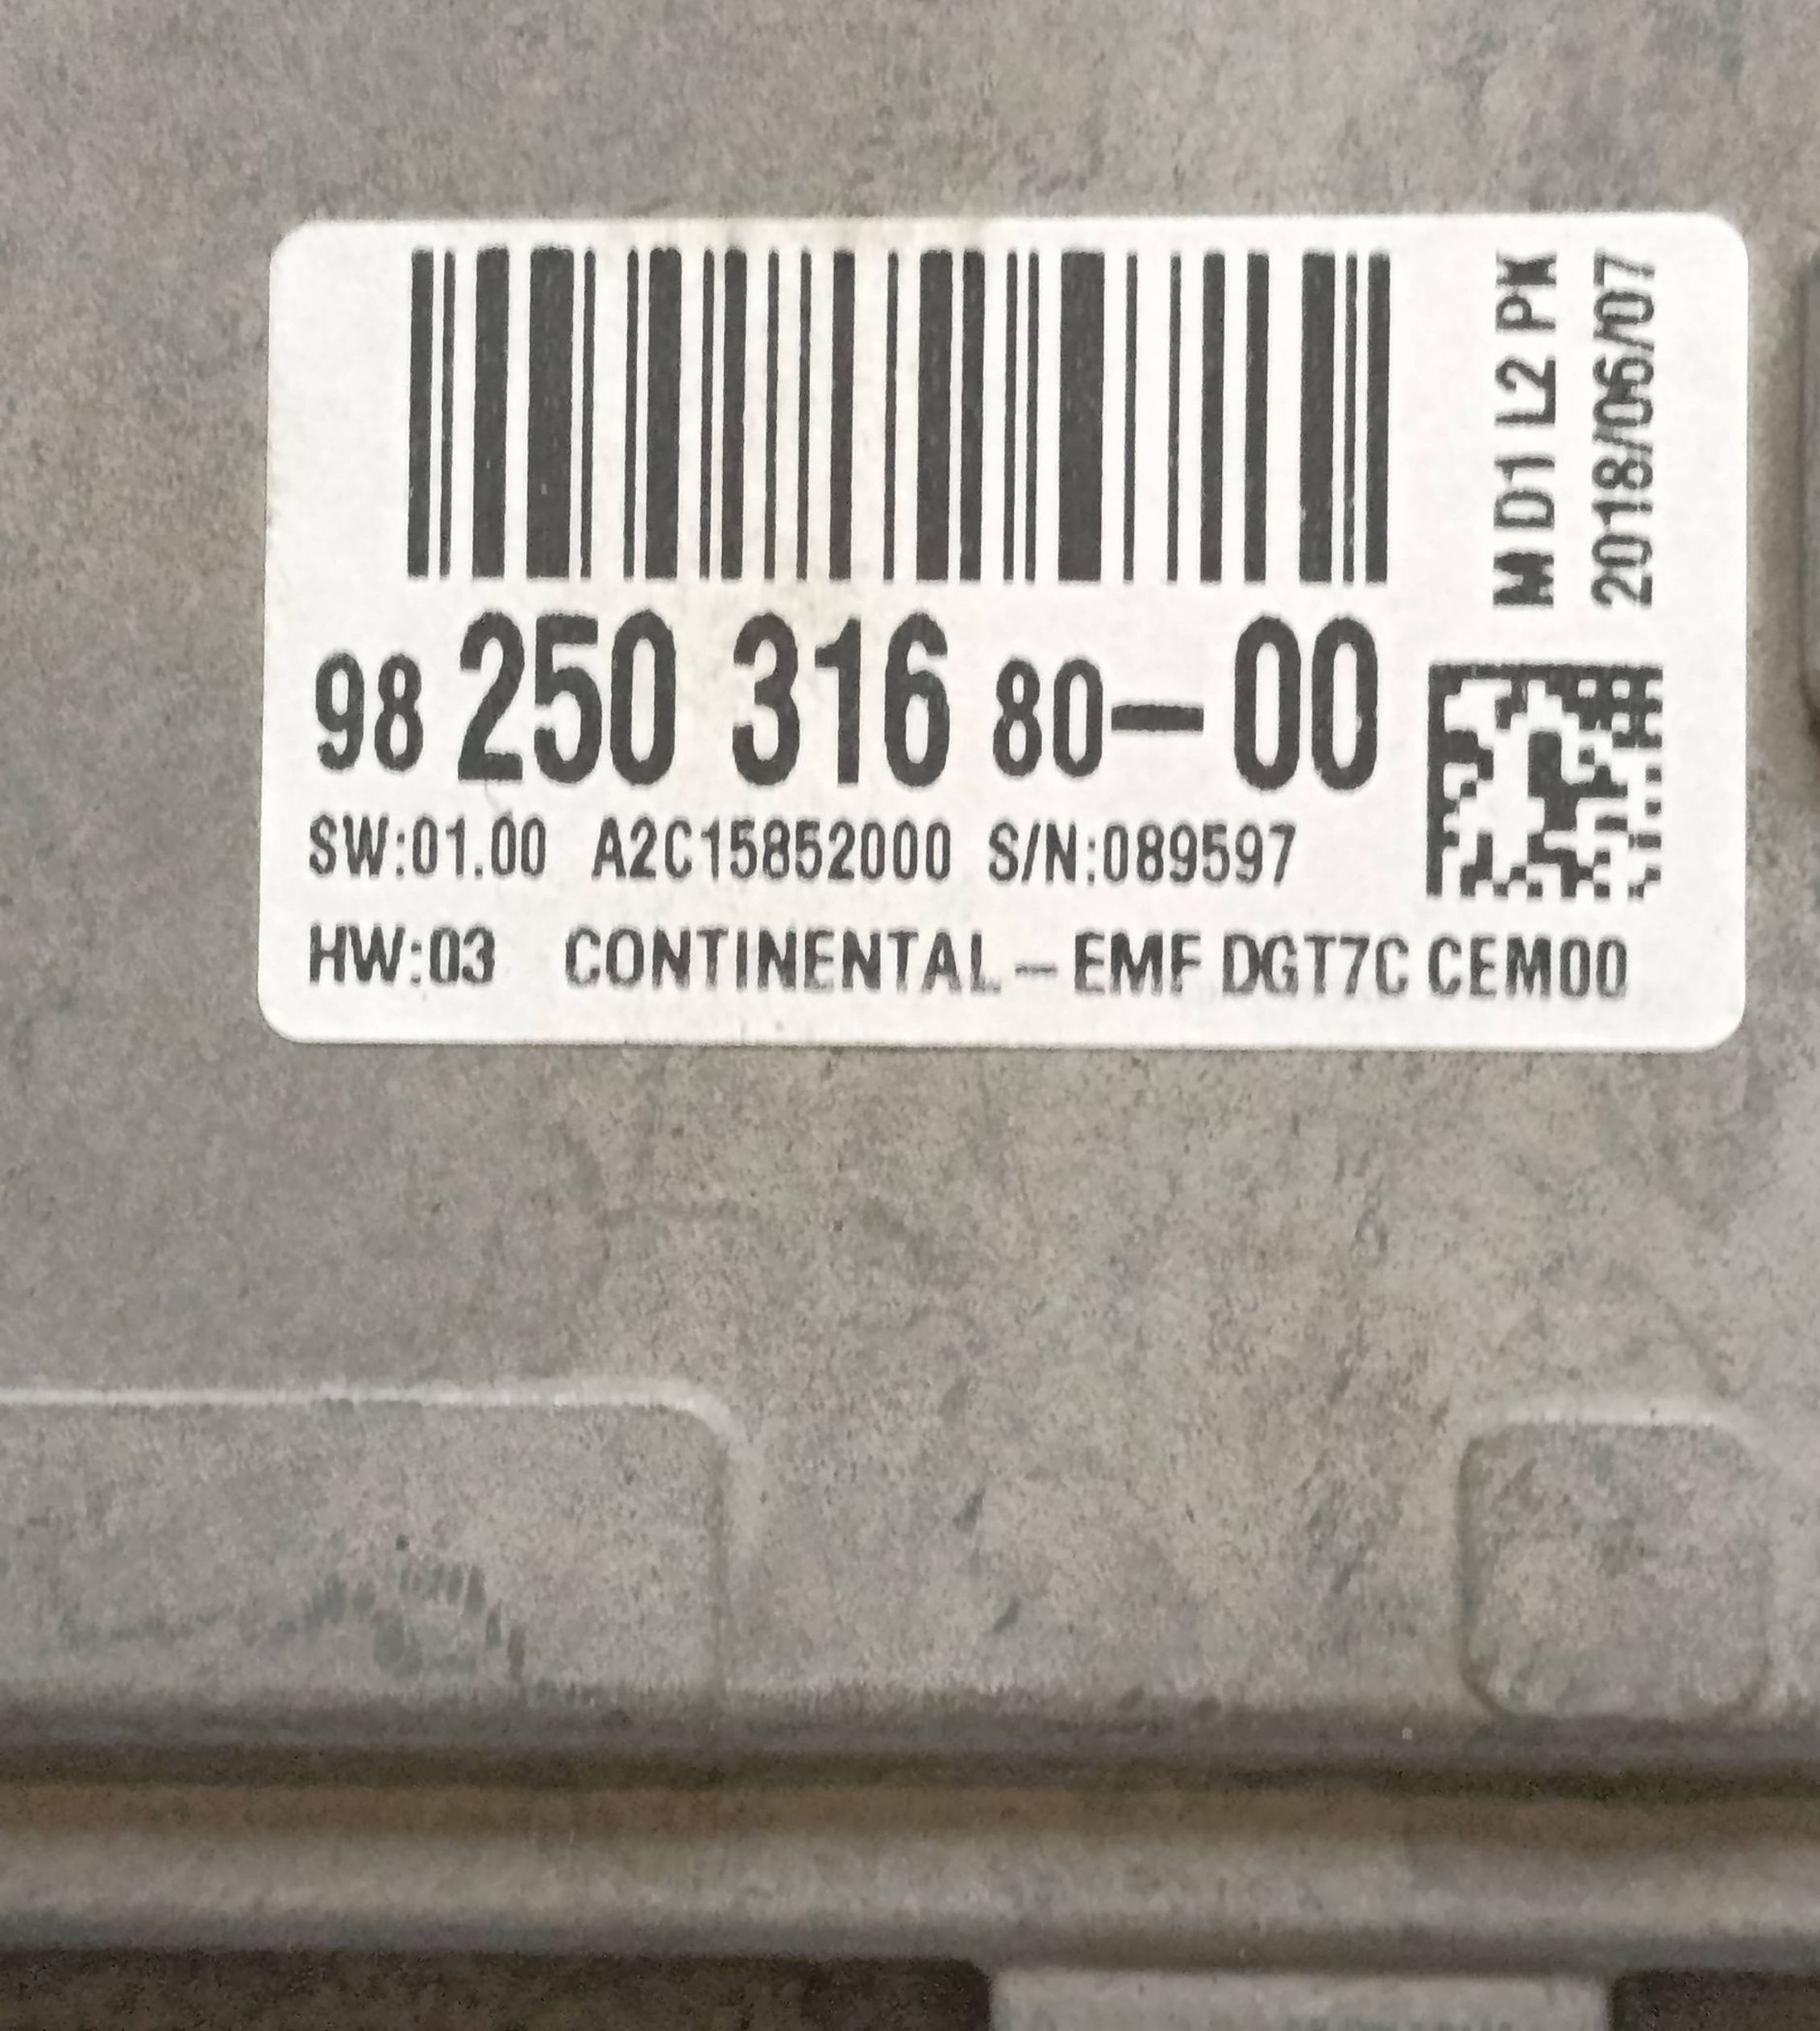 98 250 316 80-00
SW:01.00 A2C15852000 S/N:089597
HW:03 CONTINENTAL-EMF DGT7C CEM00
MD1 L2 PK
2018/06/07